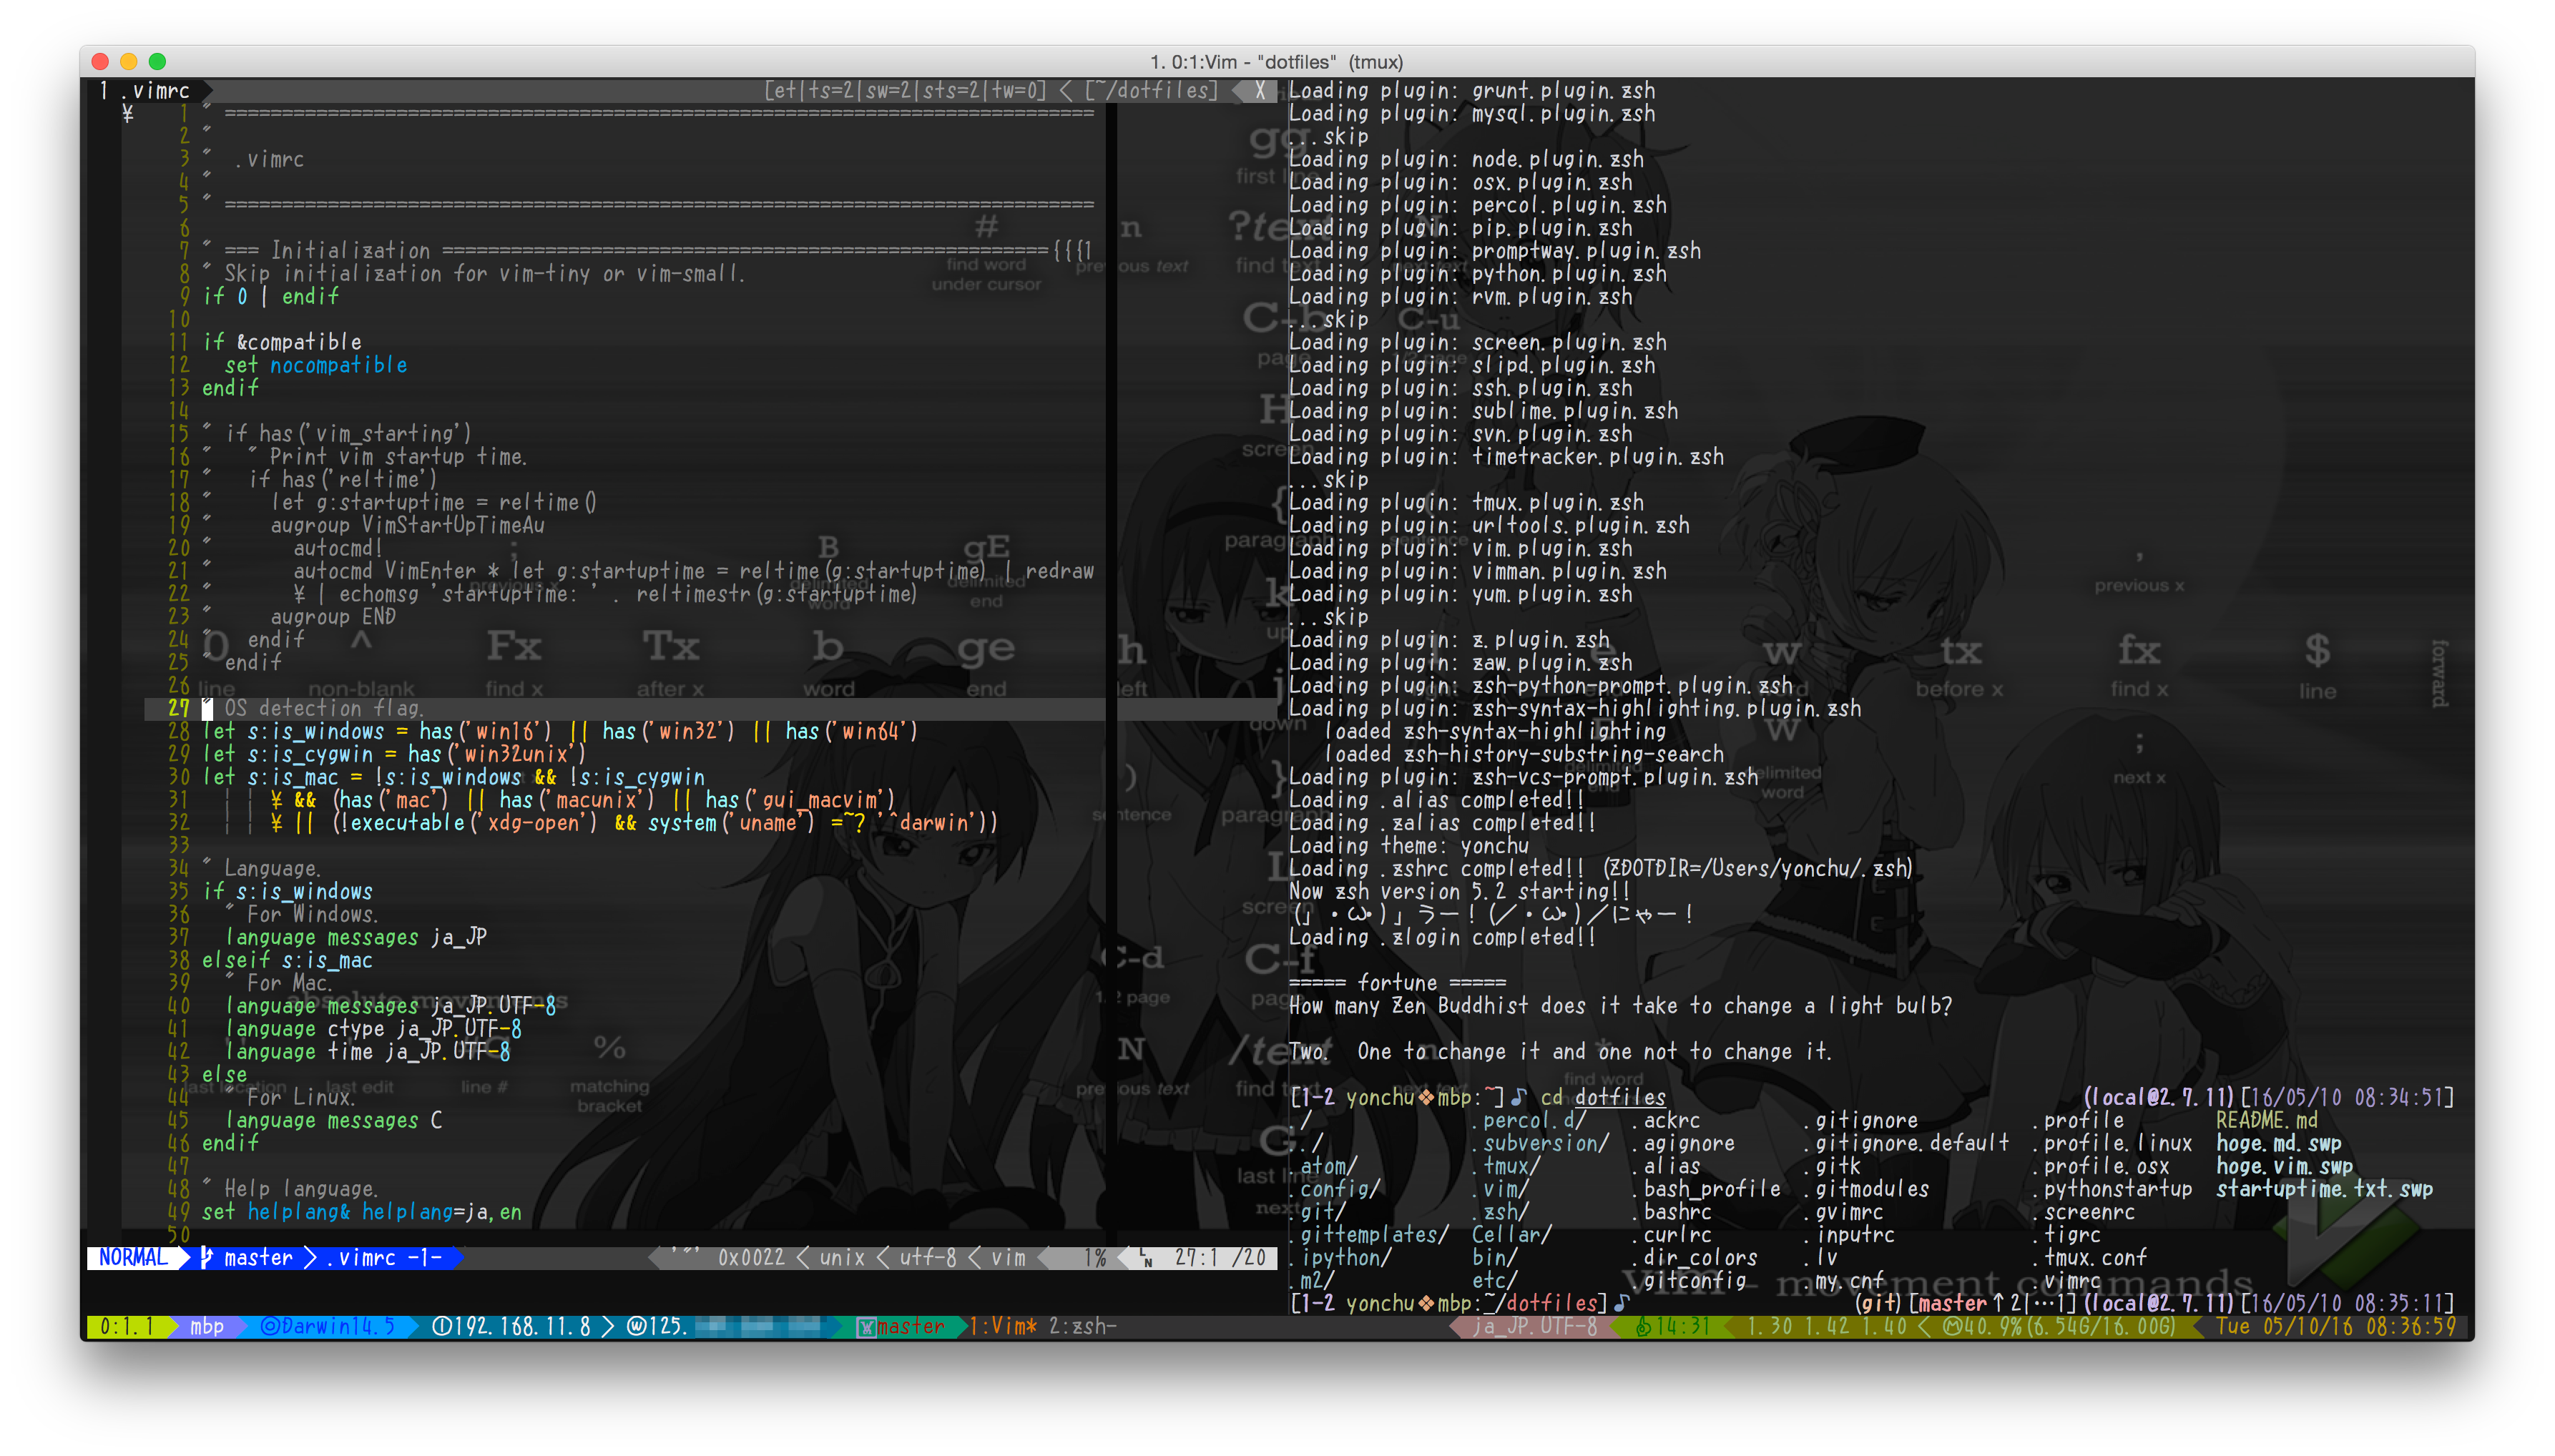 1. 0:1:Vim - "dotfiles" (tmux)
1 .vimrc [et|ts=2|sw=2|sts=2|tw=0] < [~/dotfiles] X
¥ 1 " =============================================================================
2 "
3 "  .vimrc
4 "
5 " =============================================================================
6
7 " === Initialization ======================================================{{{1
8 " Skip initialization for vim-tiny or vim-small.
9 if 0 | endif
10
11 if &compatible
12   set nocompatible
13 endif
14
15 " if has('vim_starting')
16 "   " Print vim startup time.
17 "   if has('reltime')
18 "     let g:startuptime = reltime()
19 "     augroup VimStartUpTimeAu
20 "       autocmd!
21 "       autocmd VimEnter * let g:startuptime = reltime(g:startuptime) | redraw
22 "       ¥ | echomsg 'startuptime: ' . reltimestr(g:startuptime)
23 "     augroup END
24 "   endif
25 " endif
26
27 " OS detection flag.
28 let s:is_windows = has('win16') || has('win32') || has('win64')
29 let s:is_cygwin = has('win32unix')
30 let s:is_mac = !s:is_windows && !s:is_cygwin
31 ¦ ¦ ¥ && (has('mac') || has('macunix') || has('gui_macvim')
32 ¦ ¦ ¥ || (!executable('xdg-open') && system('uname') =~? '^darwin'))
33
34 " Language.
35 if s:is_windows
36   " For Windows.
37   language messages ja_JP
38 elseif s:is_mac
39   " For Mac.
40   language messages ja_JP.UTF-8
41   language ctype ja_JP.UTF-8
42   language time ja_JP.UTF-8
43 else
44   " For Linux.
45   language messages C
46 endif
47
48 " Help language.
49 set helplang& helplang=ja,en
50
NORMAL master > .vimrc -1- '"' 0x0022 < unix < utf-8 < vim 1% LN 27:1 /20
Loading plugin: grunt.plugin.zsh
Loading plugin: mysql.plugin.zsh
...skip
Loading plugin: node.plugin.zsh
Loading plugin: osx.plugin.zsh
Loading plugin: percol.plugin.zsh
Loading plugin: pip.plugin.zsh
Loading plugin: promptway.plugin.zsh
Loading plugin: python.plugin.zsh
Loading plugin: rvm.plugin.zsh
...skip
Loading plugin: screen.plugin.zsh
Loading plugin: slipd.plugin.zsh
Loading plugin: ssh.plugin.zsh
Loading plugin: sublime.plugin.zsh
Loading plugin: svn.plugin.zsh
Loading plugin: timetracker.plugin.zsh
...skip
Loading plugin: tmux.plugin.zsh
Loading plugin: urltools.plugin.zsh
Loading plugin: vim.plugin.zsh
Loading plugin: vimman.plugin.zsh
Loading plugin: yum.plugin.zsh
...skip
Loading plugin: z.plugin.zsh
Loading plugin: zaw.plugin.zsh
Loading plugin: zsh-python-prompt.plugin.zsh
Loading plugin: zsh-syntax-highlighting.plugin.zsh
   loaded zsh-syntax-highlighting
   loaded zsh-history-substring-search
Loading plugin: zsh-vcs-prompt.plugin.zsh
Loading .alias completed!!
Loading .zalias completed!!
Loading theme: yonchu
Loading .zshrc completed!! (ZDOTDIR=/Users/yonchu/.zsh)
Now zsh version 5.2 starting!!
(」・ω・)」うー！(／・ω・)／にゃー！
Loading .zlogin completed!!

===== fortune =====
How many Zen Buddhist does it take to change a light bulb?

Two.  One to change it and one not to change it.

[1-2 yonchu❖mbp:~]♪ cd dotfiles (local@2.7.11)[16/05/10 08:34:51]
./ .percol.d/ .ackrc .gitignore .profile README.md
../ .subversion/ .agignore .gitignore.default .profile.linux hoge.md.swp
.atom/ .tmux/ .alias .gitk .profile.osx hoge.vim.swp
.config/ .vim/ .bash_profile .gitmodules .pythonstartup startuptime.txt.swp
.git/ .zsh/ .bashrc .gvimrc .screenrc
.gittemplates/ Cellar/ .curlrc .inputrc .tigrc
.ipython/ bin/ .dir_colors .lv .tmux.conf
.m2/ etc/ .gitconfig .my.cnf .vimrc
[1-2 yonchu❖mbp:~/dotfiles]♪ (git)[master↑2|…1](local@2.7.11)[16/05/10 08:35:11]
0:1.1 mbp ◎Darwin14.5 Ⓛ192.168.11.8 > ⓦ125. master 1:Vim* 2:zsh- ja_JP.UTF-8 14:31 1.30 1.42 1.40 < Ⓜ40.9%(6.54G/16.00G) Tue 05/10/16 08:36:59